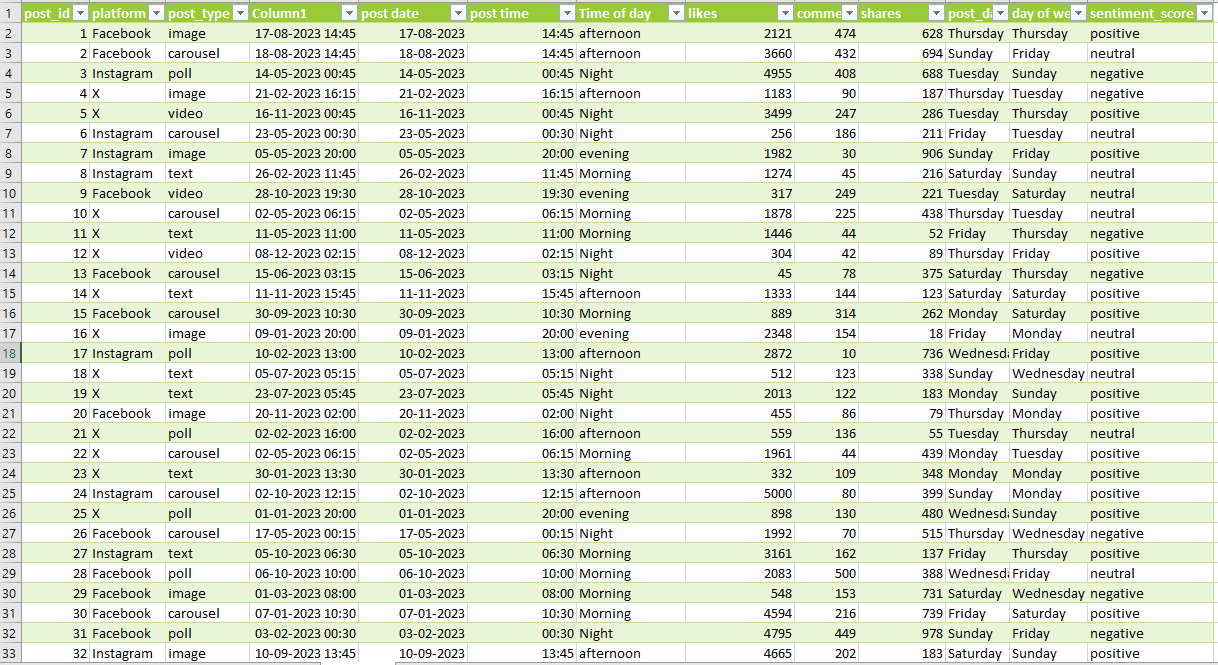 1 post_id platform post_type Column1 post date post time Time of day likes comme shares post_da day of we sentiment_score
2 1 Facebook image 17-08-2023 14:45 17-08-2023 14:45 afternoon 2121 474 628 Thursday Thursday positive
3 2 Facebook carousel 18-08-2023 14:45 18-08-2023 14:45 afternoon 3660 432 694 Sunday Friday neutral
4 3 Instagram poll 14-05-2023 00:45 14-05-2023 00:45 Night 4955 408 688 Tuesday Sunday negative
5 4 X image 21-02-2023 16:15 21-02-2023 16:15 afternoon 1183 90 187 Thursday Tuesday negative
6 5 X video 16-11-2023 00:45 16-11-2023 00:45 Night 3499 247 286 Tuesday Thursday positive
7 6 Instagram carousel 23-05-2023 00:30 23-05-2023 00:30 Night 256 186 211 Friday Tuesday neutral
8 7 Instagram image 05-05-2023 20:00 05-05-2023 20:00 evening 1982 30 906 Sunday Friday positive
9 8 Instagram text 26-02-2023 11:45 26-02-2023 11:45 Morning 1274 45 216 Saturday Sunday neutral
10 9 Facebook video 28-10-2023 19:30 28-10-2023 19:30 evening 317 249 221 Tuesday Saturday neutral
11 10 X carousel 02-05-2023 06:15 02-05-2023 06:15 Morning 1878 225 438 Thursday Tuesday neutral
12 11 X text 11-05-2023 11:00 11-05-2023 11:00 Morning 1446 44 52 Friday Thursday negative
13 12 X video 08-12-2023 02:15 08-12-2023 02:15 Night 304 42 89 Thursday Friday positive
14 13 Facebook carousel 15-06-2023 03:15 15-06-2023 03:15 Night 45 78 375 Saturday Thursday negative
15 14 X text 11-11-2023 15:45 11-11-2023 15:45 afternoon 1333 144 123 Saturday Saturday positive
16 15 Facebook carousel 30-09-2023 10:30 30-09-2023 10:30 Morning 889 314 262 Monday Saturday positive
17 16 X image 09-01-2023 20:00 09-01-2023 20:00 evening 2348 154 18 Friday Monday neutral
18 17 Instagram poll 10-02-2023 13:00 10-02-2023 13:00 afternoon 2872 10 736 Wednesda Friday positive
19 18 X text 05-07-2023 05:15 05-07-2023 05:15 Night 512 123 338 Sunday Wednesday neutral
20 19 X text 23-07-2023 05:45 23-07-2023 05:45 Night 2013 122 183 Monday Sunday positive
21 20 Facebook image 20-11-2023 02:00 20-11-2023 02:00 Night 455 86 79 Thursday Monday positive
22 21 X poll 02-02-2023 16:00 02-02-2023 16:00 afternoon 559 136 55 Tuesday Thursday neutral
23 22 X carousel 02-05-2023 06:15 02-05-2023 06:15 Morning 1961 44 439 Monday Tuesday positive
24 23 X text 30-01-2023 13:30 30-01-2023 13:30 afternoon 332 109 348 Monday Monday positive
25 24 Instagram carousel 02-10-2023 12:15 02-10-2023 12:15 afternoon 5000 80 399 Sunday Monday positive
26 25 X poll 01-01-2023 20:00 01-01-2023 20:00 evening 898 130 480 Wednesda Sunday positive
27 26 Facebook carousel 17-05-2023 00:15 17-05-2023 00:15 Night 1992 70 515 Thursday Wednesday negative
28 27 Instagram text 05-10-2023 06:30 05-10-2023 06:30 Morning 3161 162 137 Friday Thursday positive
29 28 Facebook poll 06-10-2023 10:00 06-10-2023 10:00 Morning 2083 500 388 Wednesda Friday neutral
30 29 Facebook image 01-03-2023 08:00 01-03-2023 08:00 Morning 548 153 731 Saturday Wednesday negative
31 30 Facebook carousel 07-01-2023 10:30 07-01-2023 10:30 Morning 4594 216 739 Friday Saturday positive
32 31 Facebook poll 03-02-2023 00:30 03-02-2023 00:30 Night 4795 449 978 Sunday Friday negative
33 32 Instagram image 10-09-2023 13:45 10-09-2023 13:45 afternoon 4665 202 183 Saturday Sunday positive